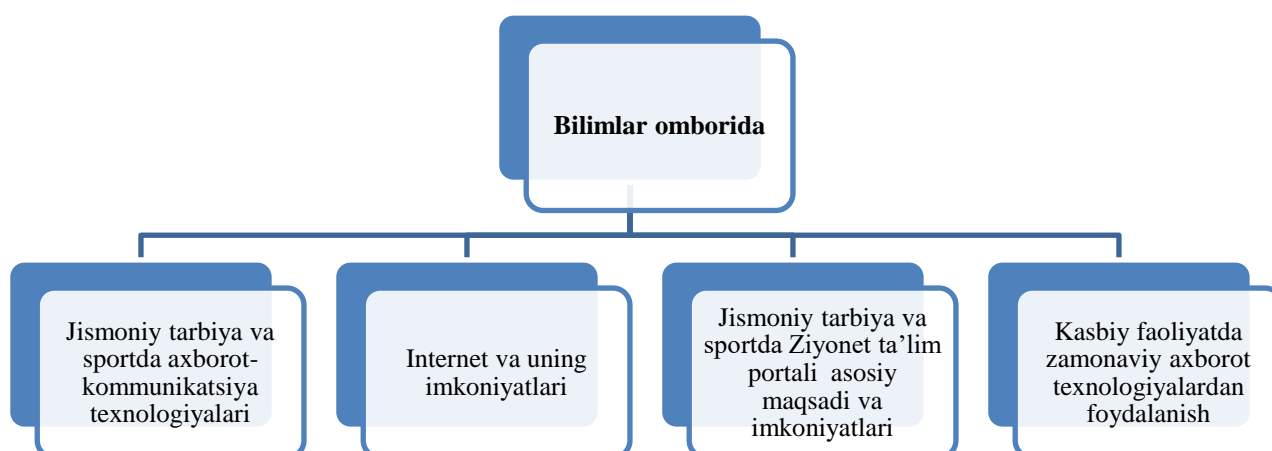 Bilimlar omborida
Jismoniy tarbiya va
sportda axborot-
kommunikatsiya
texnologiyalari
Internet va uning
imkoniyatlari
Jismoniy tarbiya va
sportda Ziyonet ta’lim
portali asosiy
maqsadi va
imkoniyatlari
Kasbiy faoliyatda
zamonaviy axborot
texnologiyalardan
foydalanish